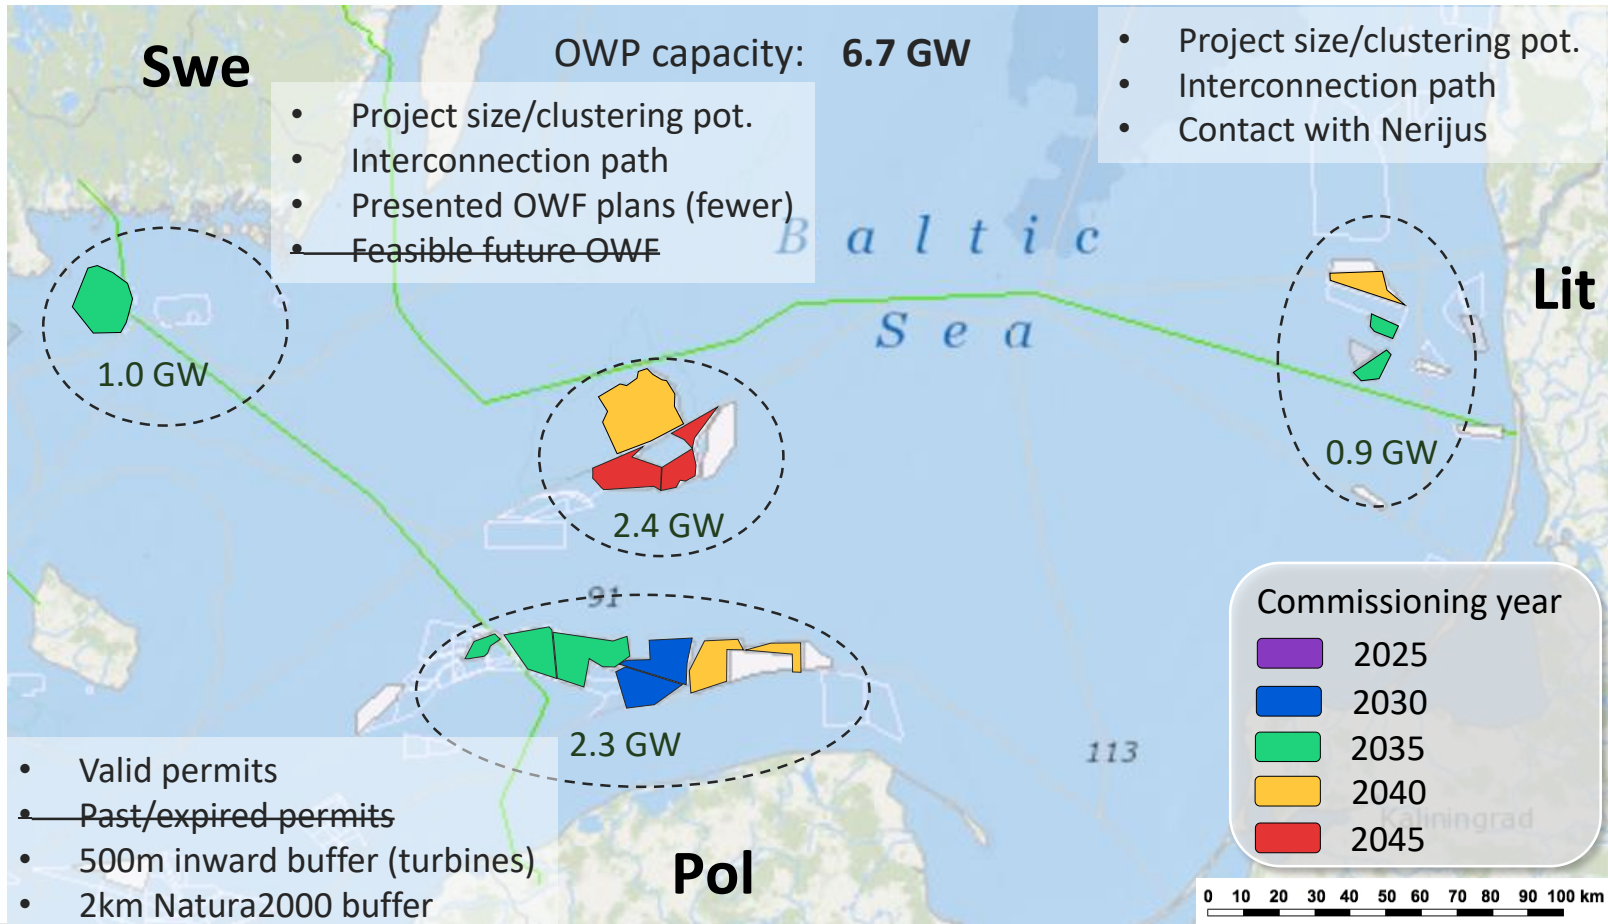 Swe
OWP capacity: 6.7 GW
• Project size/clustering pot.
• Interconnection path
• Presented OWF plans (fewer)
• Feasible future OWF
• Project size/clustering pot.
• Interconnection path
• Contact with Nerijus
Baltic
Sea
Lit
1.0 GW
2.4 GW
0.9 GW
91
2.3 GW
113
Kaliningrad
• Valid permits
• Past/expired permits
• 500m inward buffer (turbines)
• 2km Natura2000 buffer
Pol
Commissioning year
2025
2030
2035
2040
2045
0 10 20 30 40 50 60 70 80 90 100 km